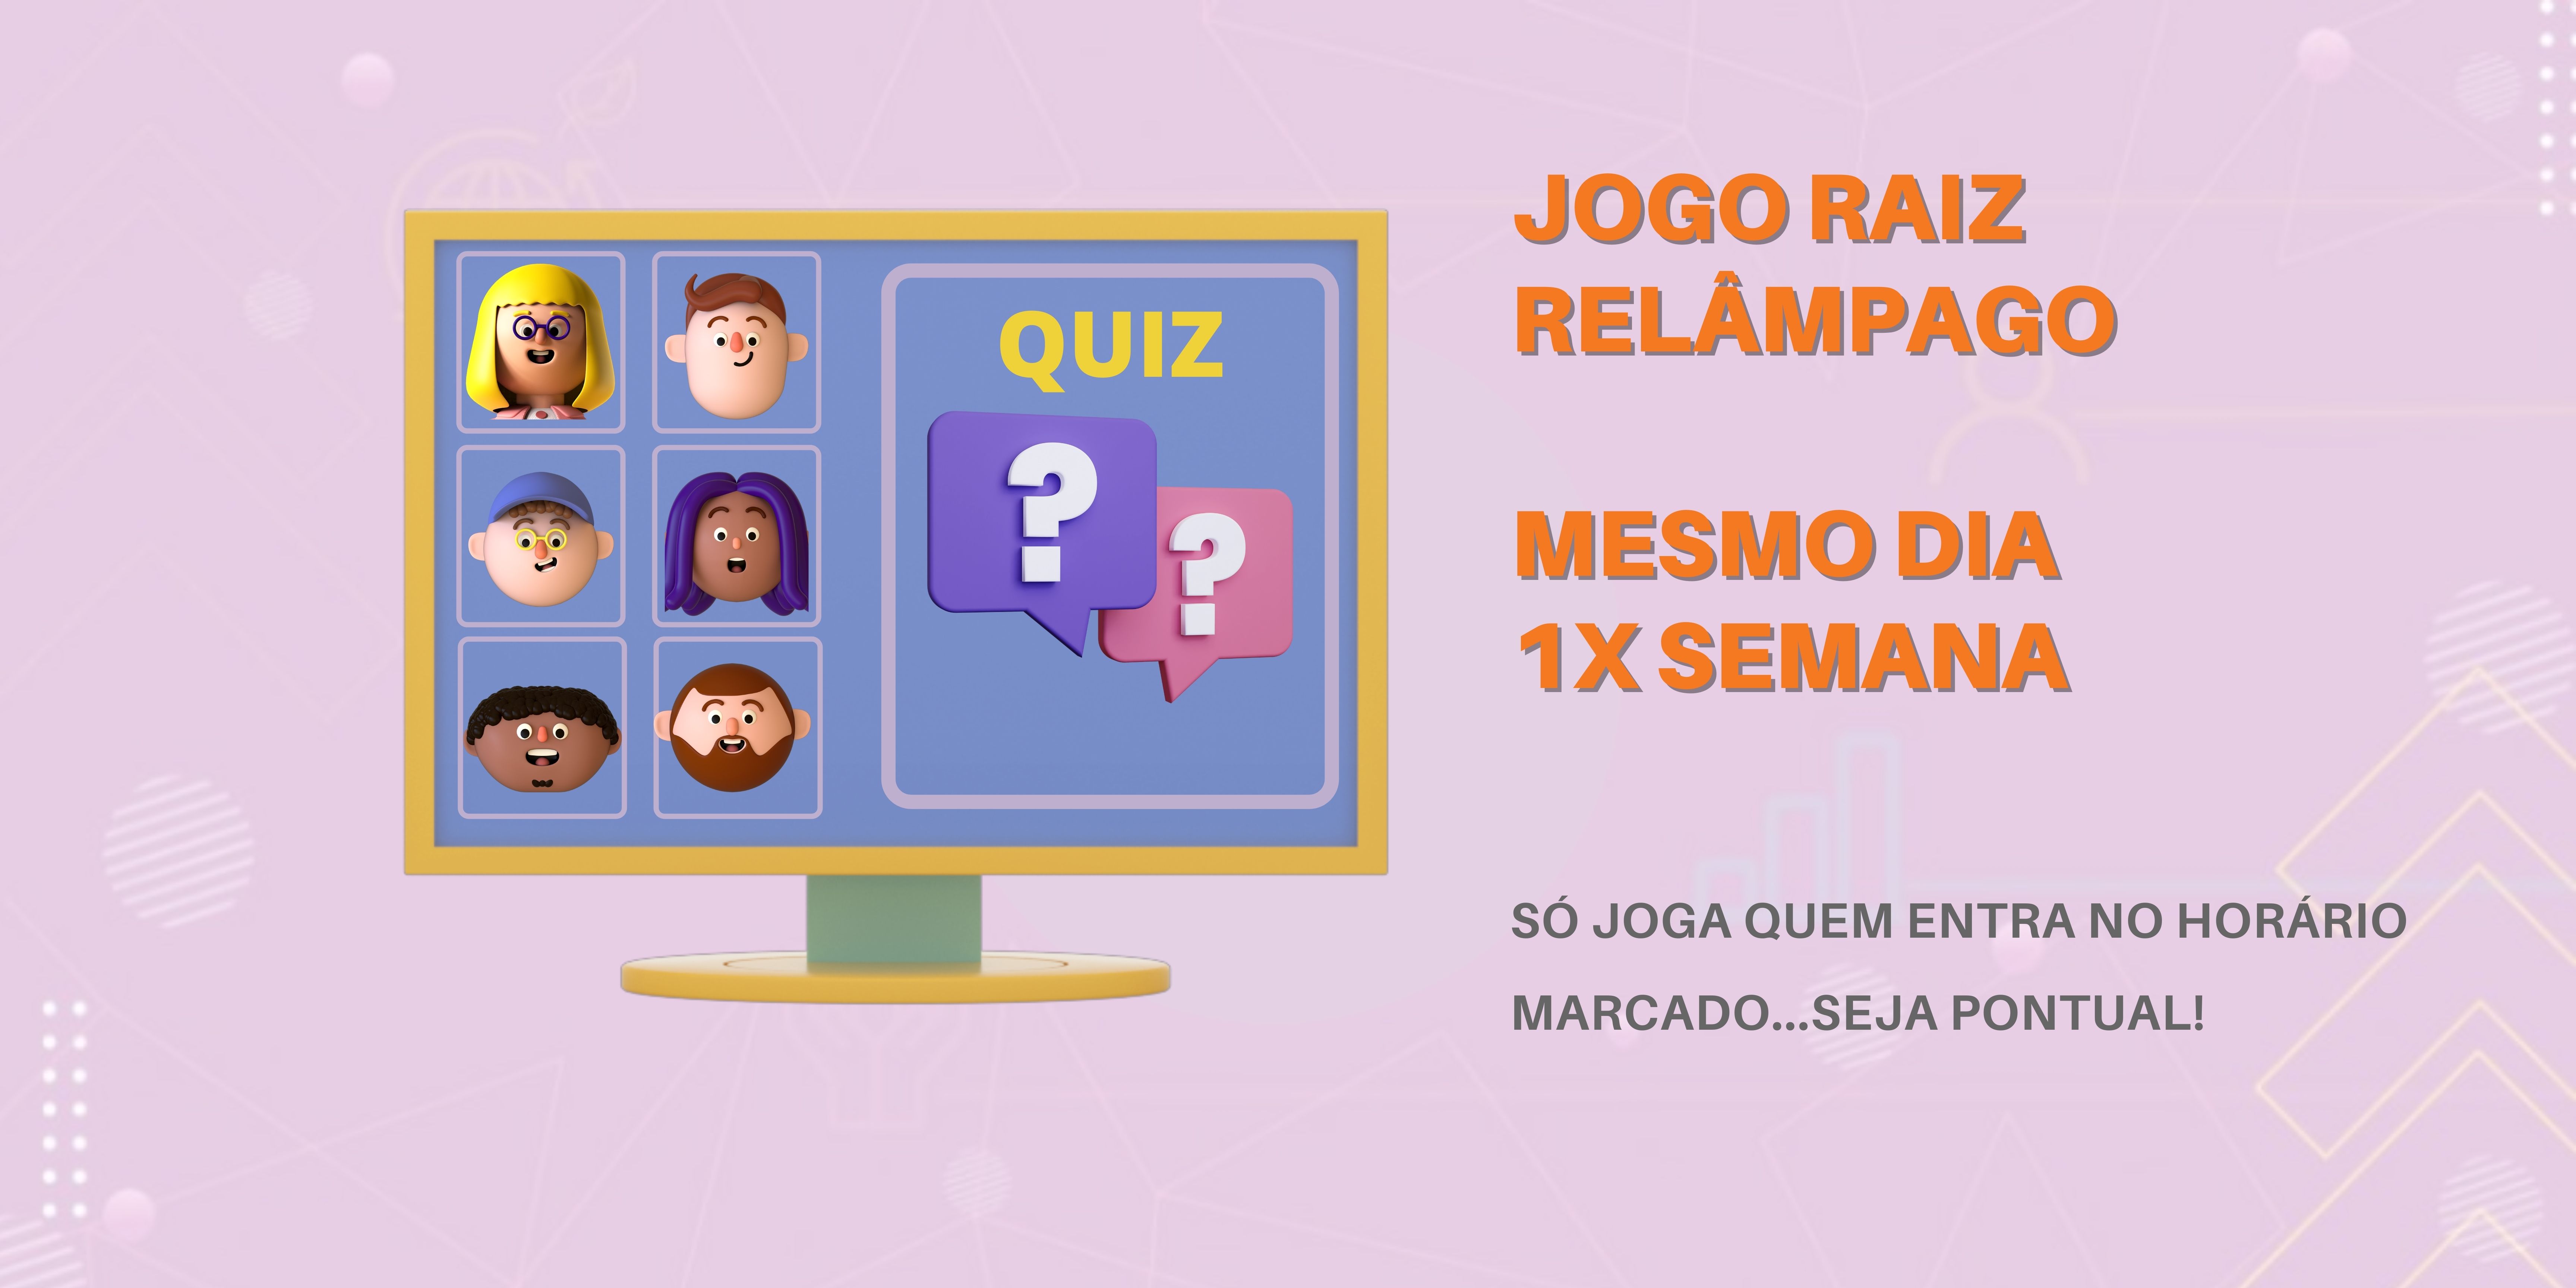 QUIZ
? ?
JOGO RAIZ
RELÂMPAGO
MESMO DIA
1X SEMANA
SÓ JOGA QUEM ENTRA NO HORÁRIO
MARCADO...SEJA PONTUAL!